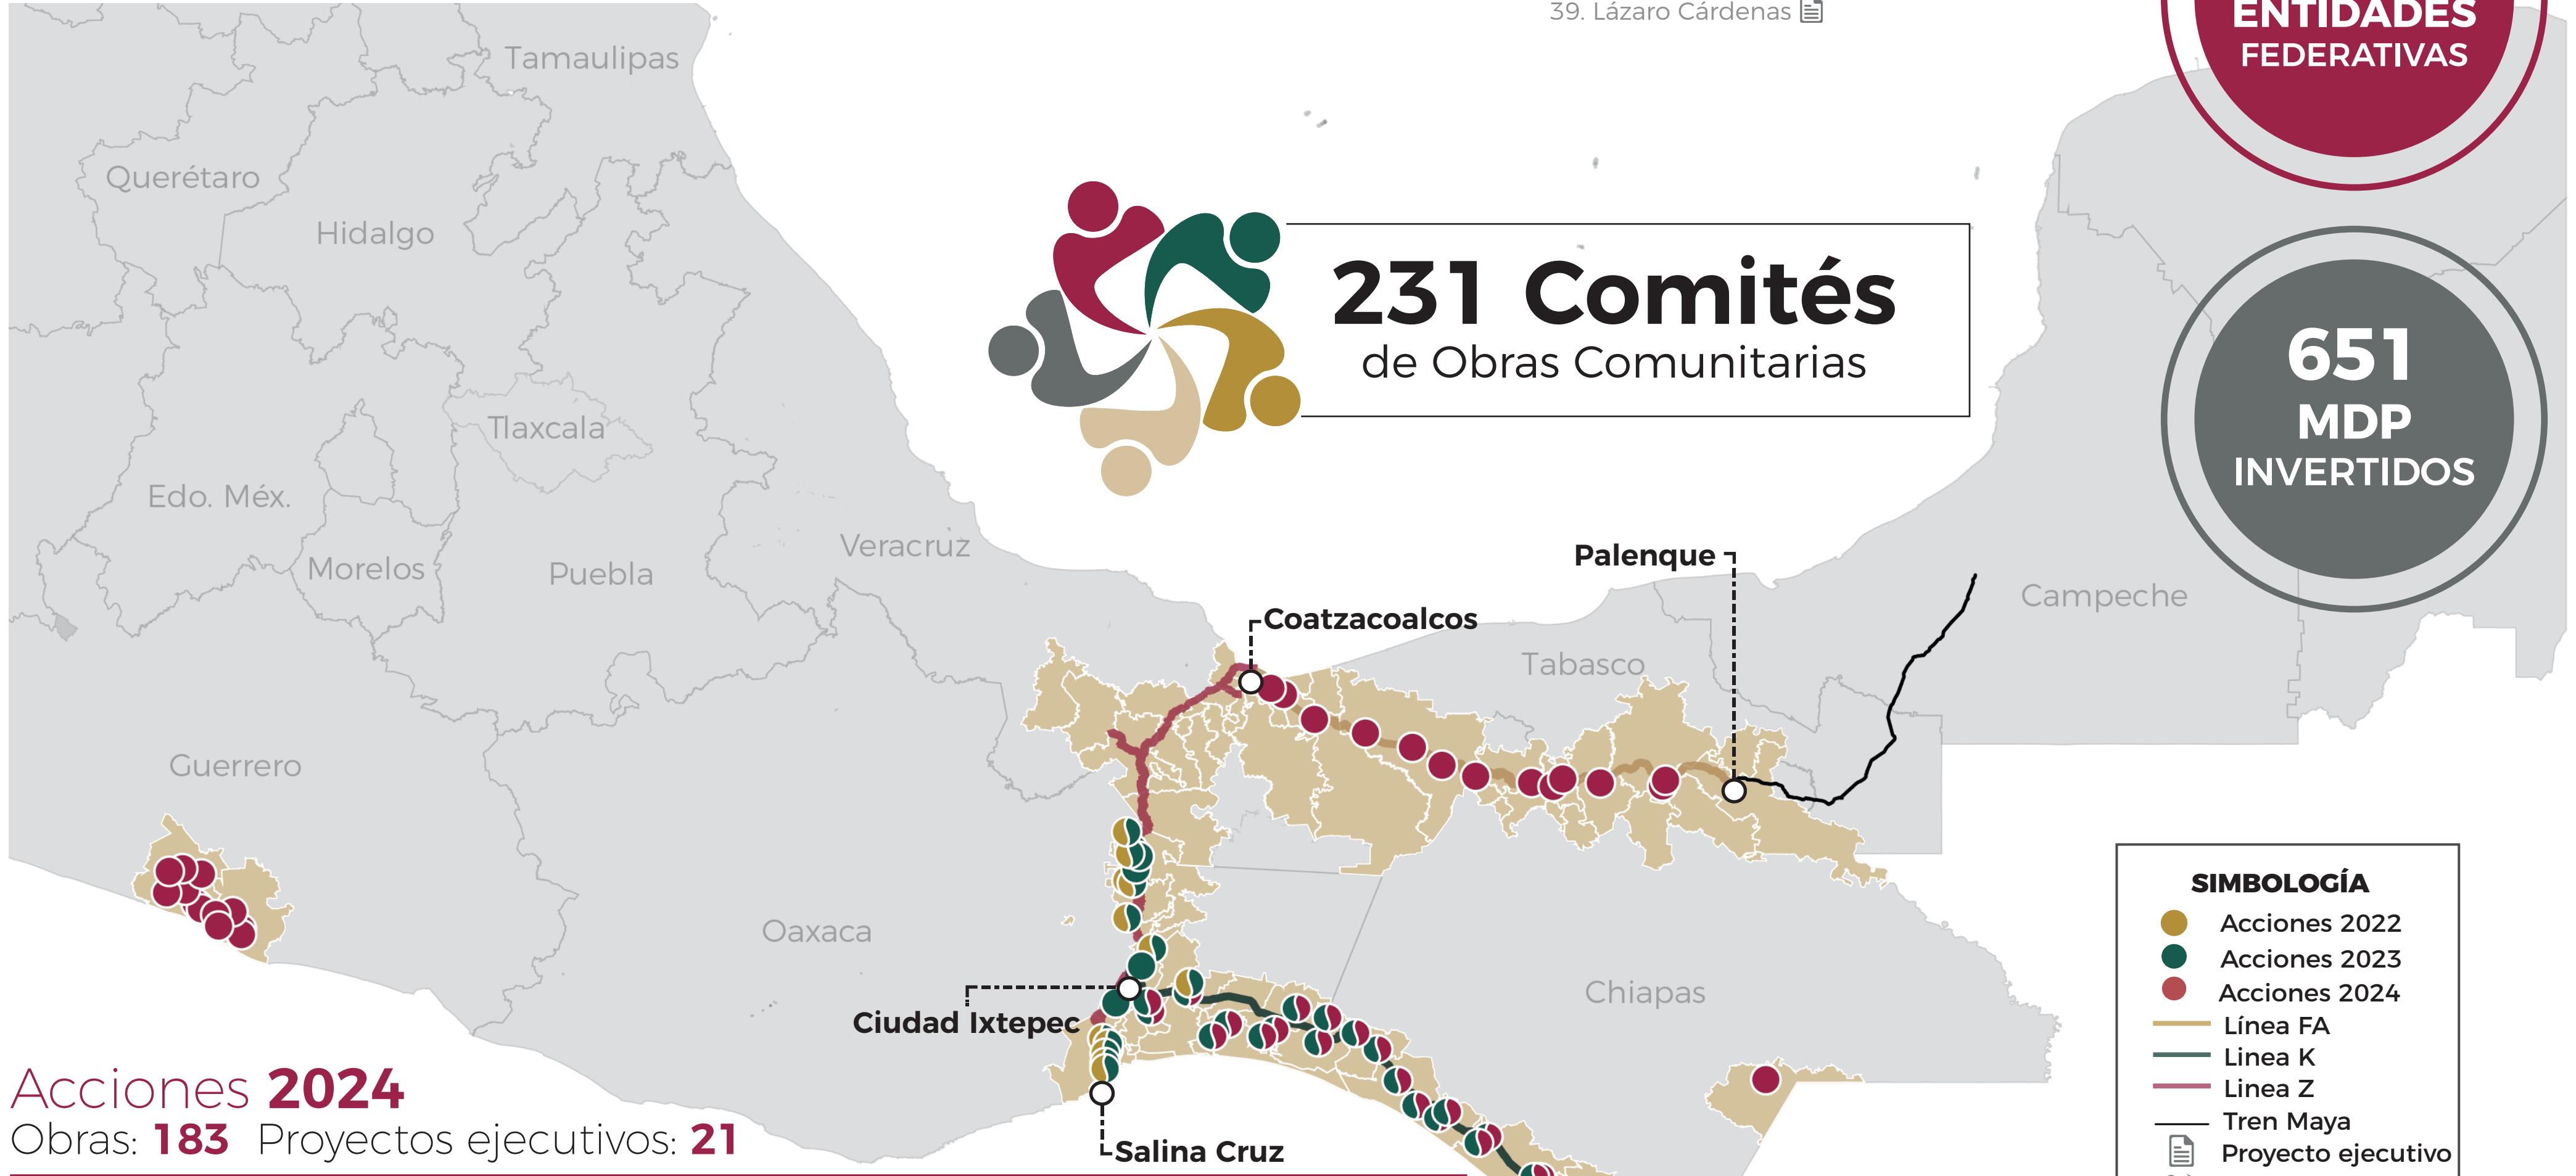 39. Lázaro Cárdenas
ENTIDADES
FEDERATIVAS
Tamaulipas
Querétaro
Hidalgo
231 Comités
de Obras Comunitarias
651
MDP
INVERTIDOS
Tlaxcala
Edo. Méx.
Morelos
Puebla
Veracruz
Palenque
Campeche
Coatzacoalcos
Tabasco
Guerrero
Oaxaca
Chiapas
Ciudad Ixtepec
Salina Cruz
Acciones 2024
Obras: 183 Proyectos ejecutivos: 21
SIMBOLOGÍA
Acciones 2022
Acciones 2023
Acciones 2024
Línea FA
Linea K
Linea Z
Tren Maya
Proyecto ejecutivo